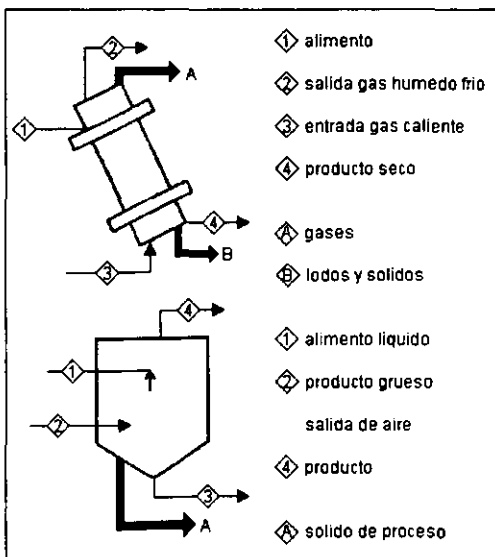 2
A
1
4
B
3
1 alimento
2 salida gas humedo frio
3 entrada gas caliente
4 producto seco
A gases
B lodos y solidos
4
1
2
3
A
1 alimento liquido
2 producto grueso
salida de aire
4 producto
A solido de proceso